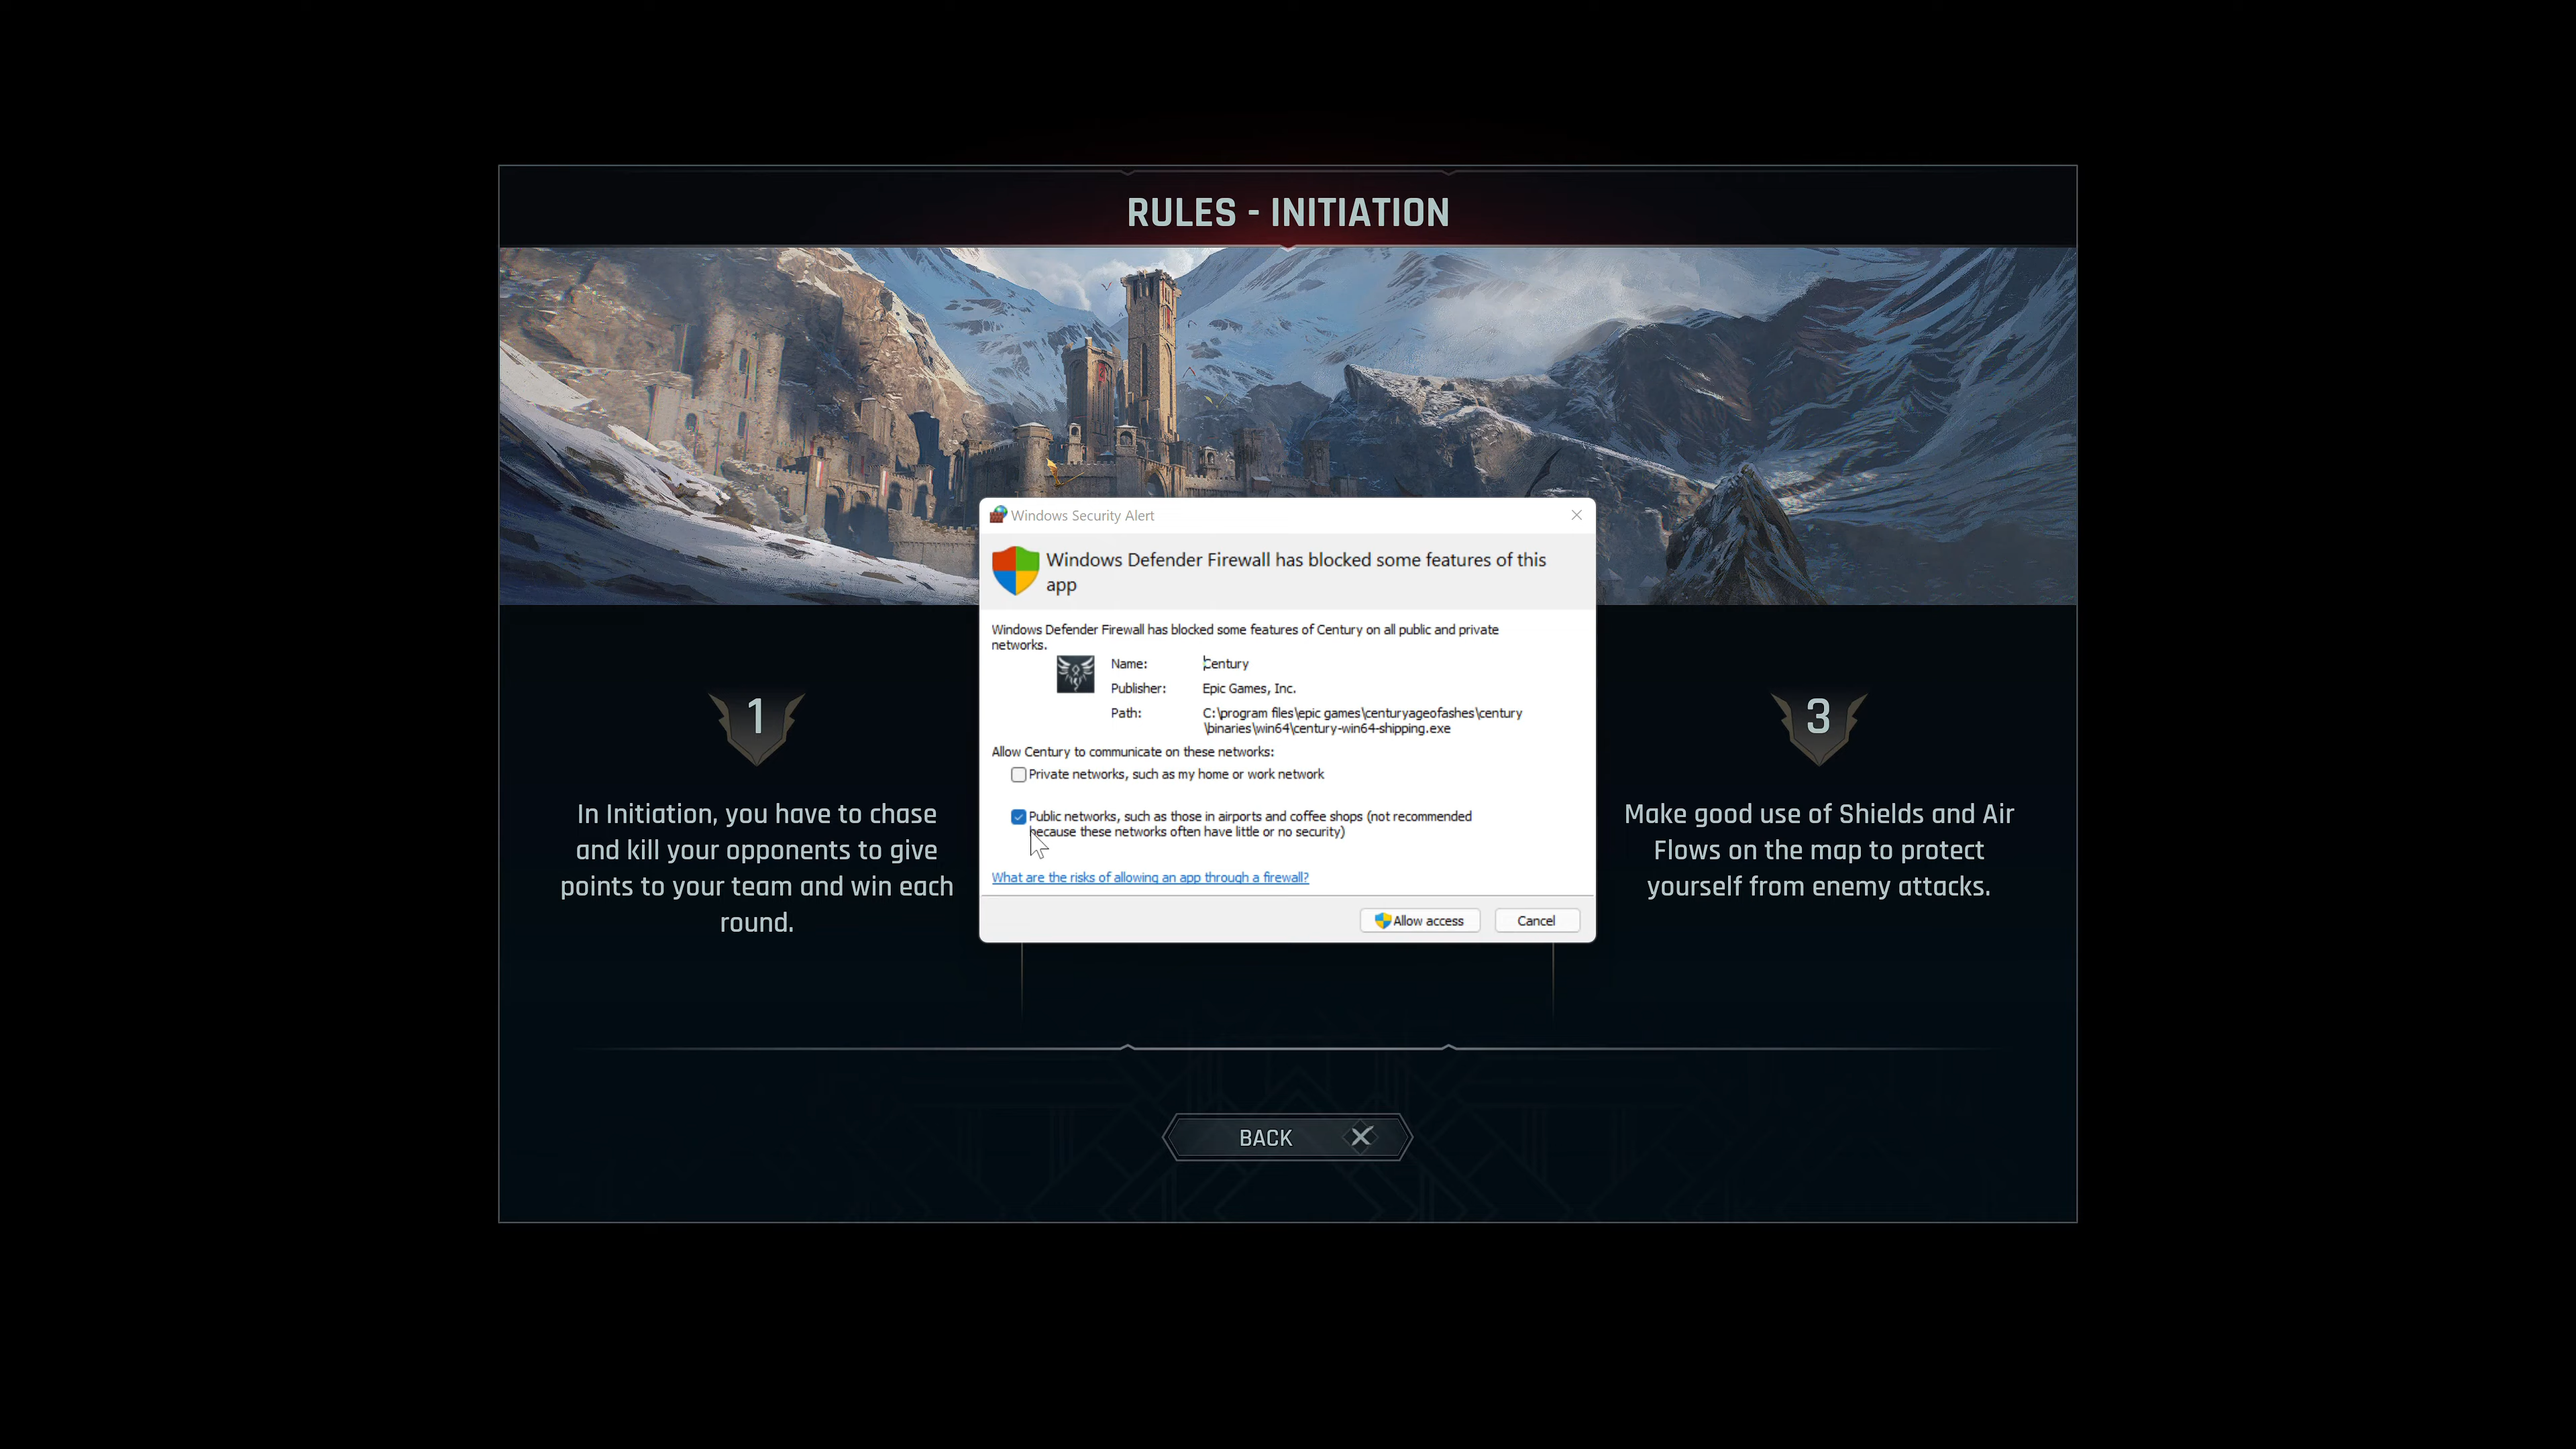 RULES - INITIATION
Windows Security Alert
Windows Defender Firewall has blocked some features of this
app
Windows Defender Firewall has blocked some features of Century on all public and private
networks.
Name: Century
Publisher: Epic Games, Inc.
Path: C:\program files\epic games\centuryageofashes\century
\binaries\win64\century-win64-shipping.exe
Allow Century to communicate on these networks:
Private networks, such as my home or work network
Public networks, such as those in airports and coffee shops (not recommended
because these networks often have little or no security)
What are the risks of allowing an app through a firewall?
Allow access Cancel
1
In Initiation, you have to chase
and kill your opponents to give
points to your team and win each
round.
3
Make good use of Shields and Air
Flows on the map to protect
yourself from enemy attacks.
BACK